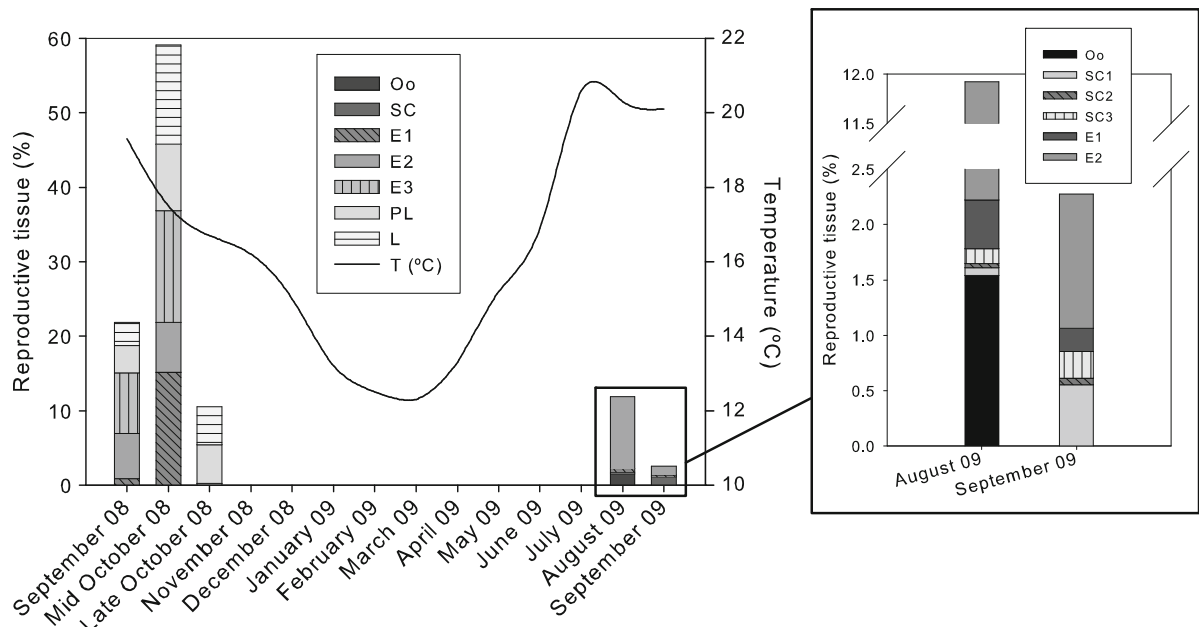 Reproductive tissue (%)
60
50
40
30
20
10
0
Oo
SC
E1
E2
E3
PL
L
T (ºC)
22
20
18
16
14
12
10
Temperature (ºC)
September 08
Mid October 08
Late October 08
November 08
December 08
January 09
February 09
March 09
April 09
May 09
June 09
July 09
August 09
September 09
Reproductive tissue (%)
12.0
11.5
2.5
2.0
1.5
1.0
0.5
0.0
Oo
SC1
SC2
SC3
E1
E2
August 09
September 09